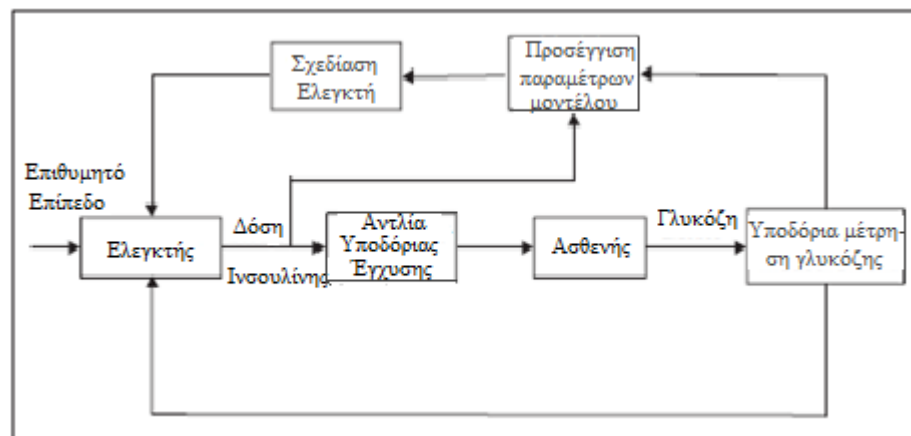 Σχεδίαση
Ελεγκτή
Προσέγγιση
παραμέτρων
μοντέλου
Επιθυμητό
Επίπεδο
Ελεγκτής
Δόση
Ινσουλίνης
Αντλία
Υποδόριας
Έγχυσης
Ασθενής
Γλυκόζη
Υποδόρια μέτρη-
ση γλυκόζης